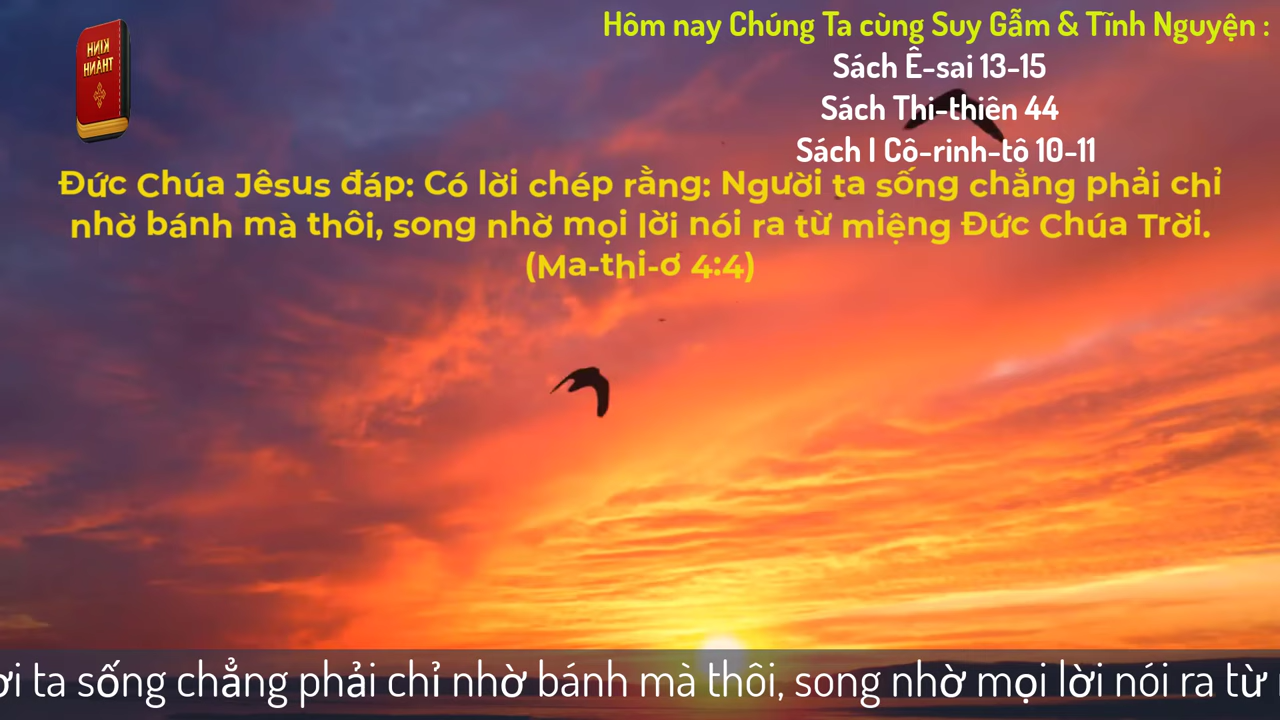 KINH
THÁNH
Hôm nay Chúng Ta cùng Suy Gẫm & Tĩnh Nguyện :
Sách Ê-sai 13-15
Sách Thi-thiên 44
Sách I Cô-rinh-tô 10-11
Đức Chúa Jêsus đáp: Có lời chép rằng: Người ta sống chẳng phải chỉ
nhờ bánh mà thôi, song nhờ mọi lời nói ra từ miệng Đức Chúa Trời.
(Ma-thi-ơ 4:4)
ời ta sống chẳng phải chỉ nhờ bánh mà thôi, song nhờ mọi lời nói ra từ